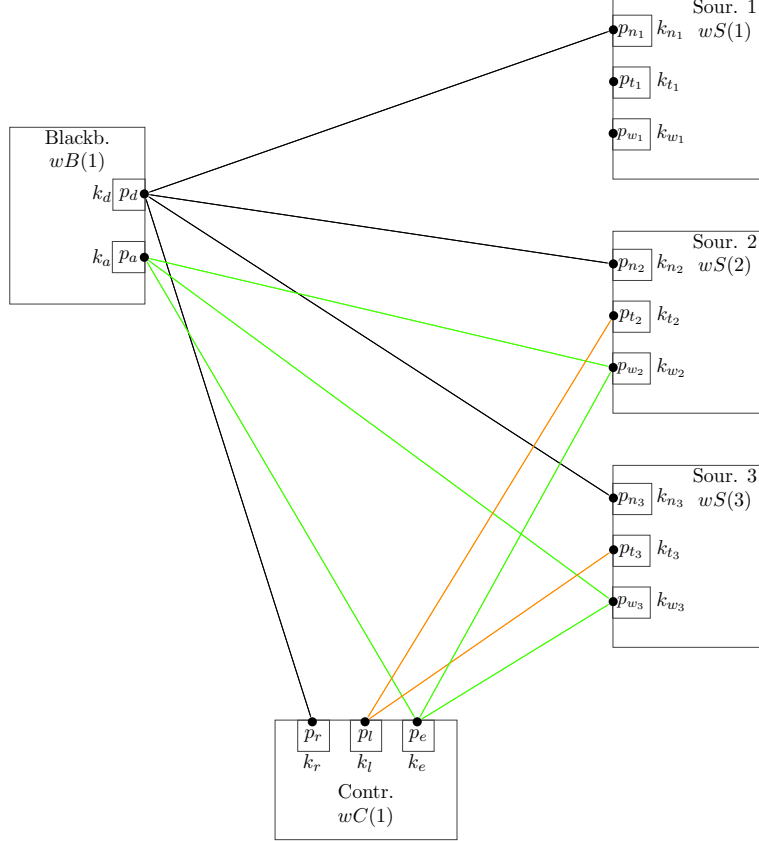 Sour. 1
p_{n_1} k_{n_1} wS(1)
p_{t_1} k_{t_1}
p_{w_1} k_{w_1}
Blackb.
wB(1)
k_d p_d
k_a p_a
Sour. 2
p_{n_2} k_{n_2} wS(2)
p_{t_2} k_{t_2}
p_{w_2} k_{w_2}
Sour. 3
p_{n_3} k_{n_3} wS(3)
p_{t_3} k_{t_3}
p_{w_3} k_{w_3}
p_r p_l p_e
k_r k_l k_e
Contr.
wC(1)